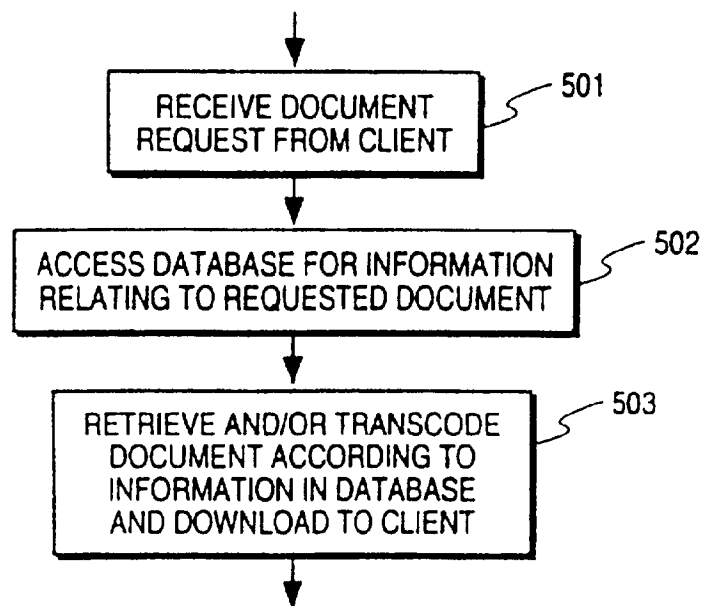 RECEIVE DOCUMENT
REQUEST FROM CLIENT
501
ACCESS DATABASE FOR INFORMATION
RELATING TO REQUESTED DOCUMENT
502
RETRIEVE AND/OR TRANSCODE
DOCUMENT ACCORDING TO
INFORMATION IN DATABASE
AND DOWNLOAD TO CLIENT
503